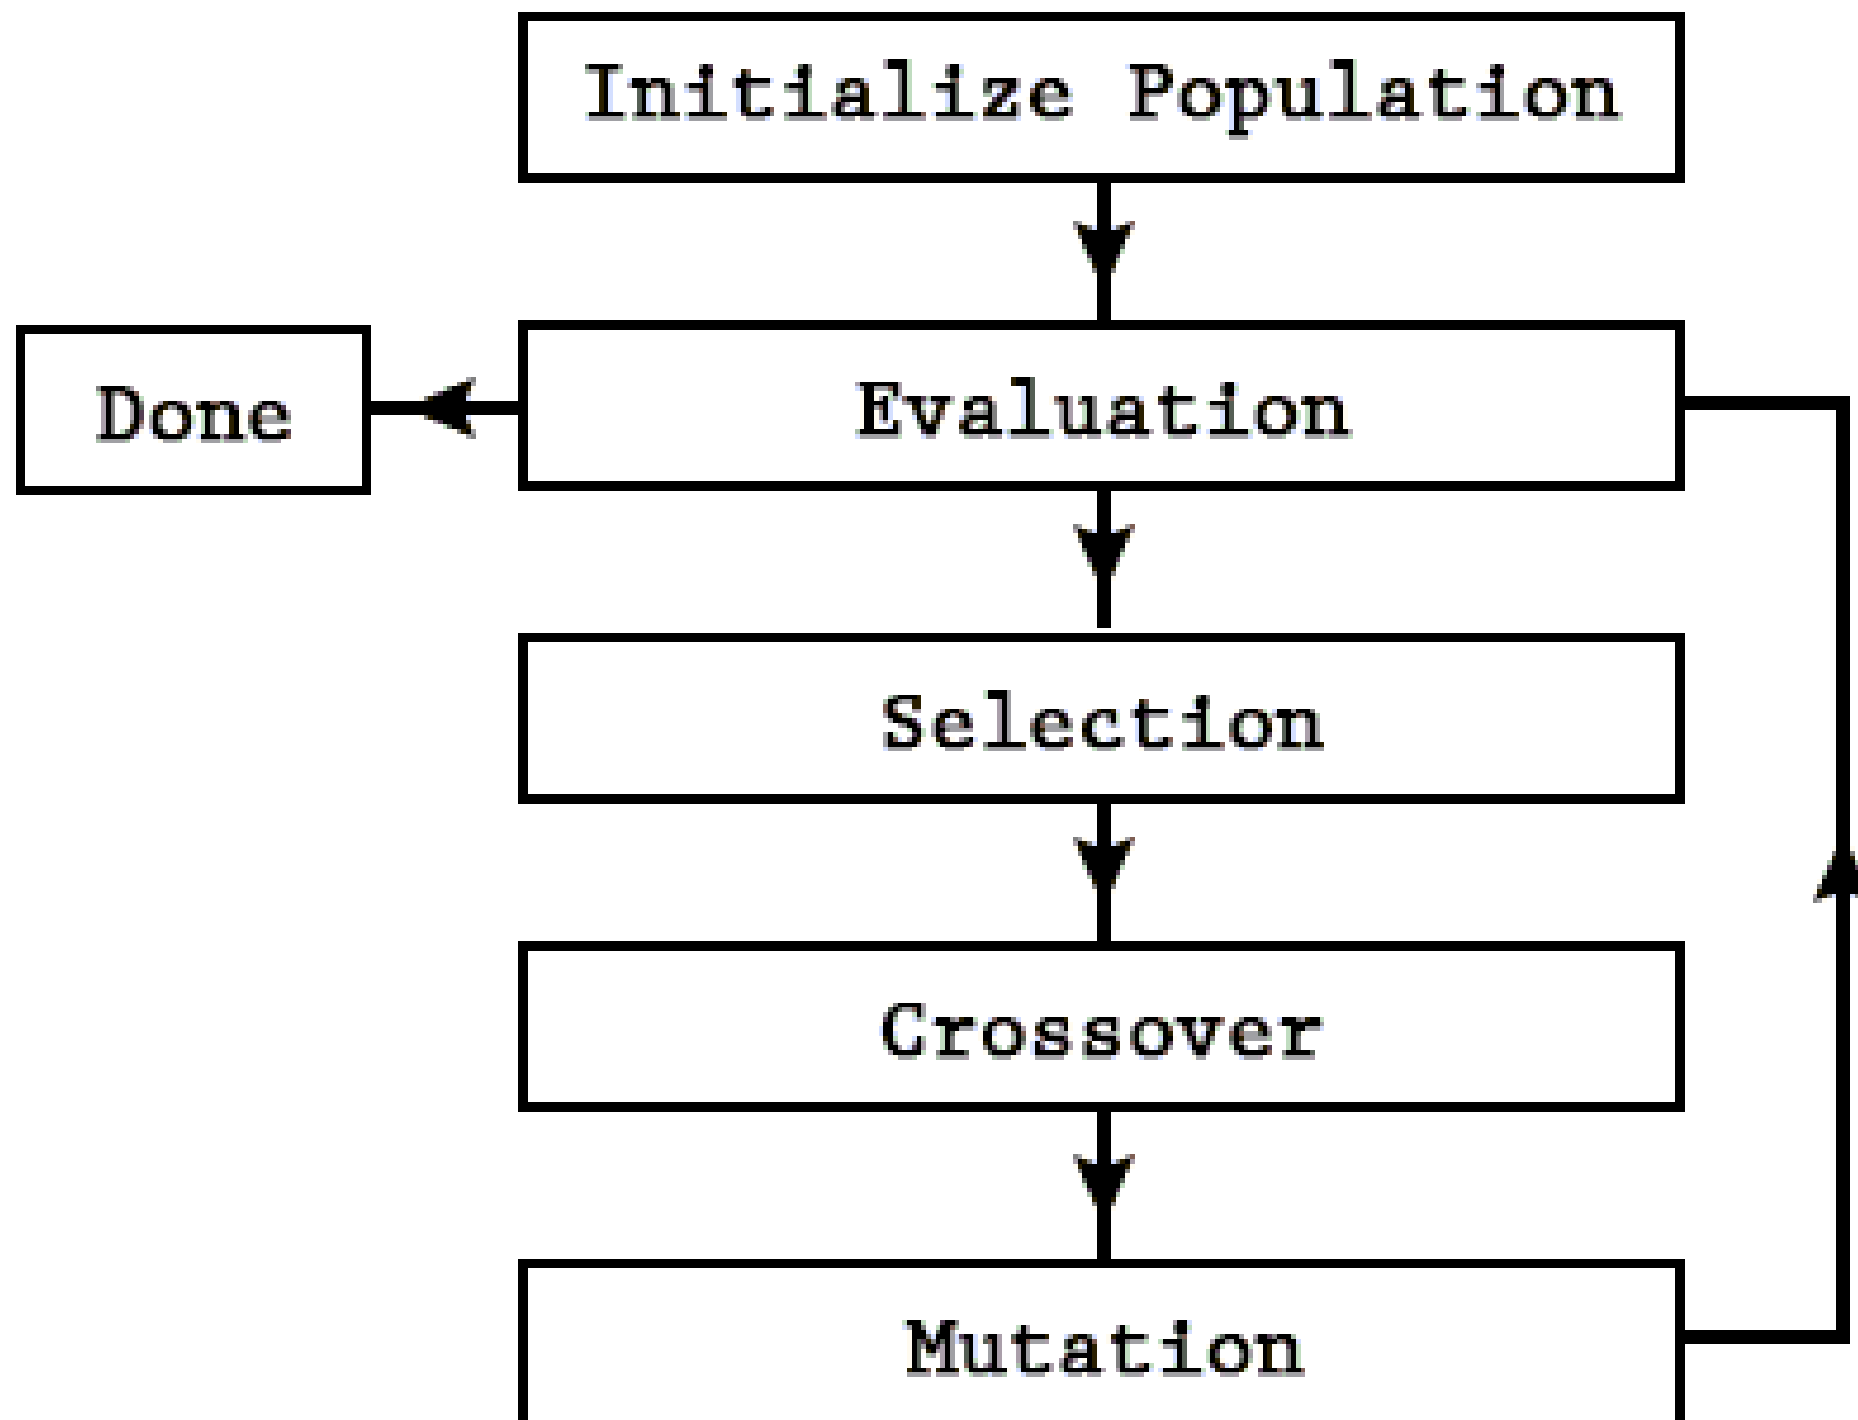 Initialize Population
Done
Evaluation
Selection
Crossover
Mutation